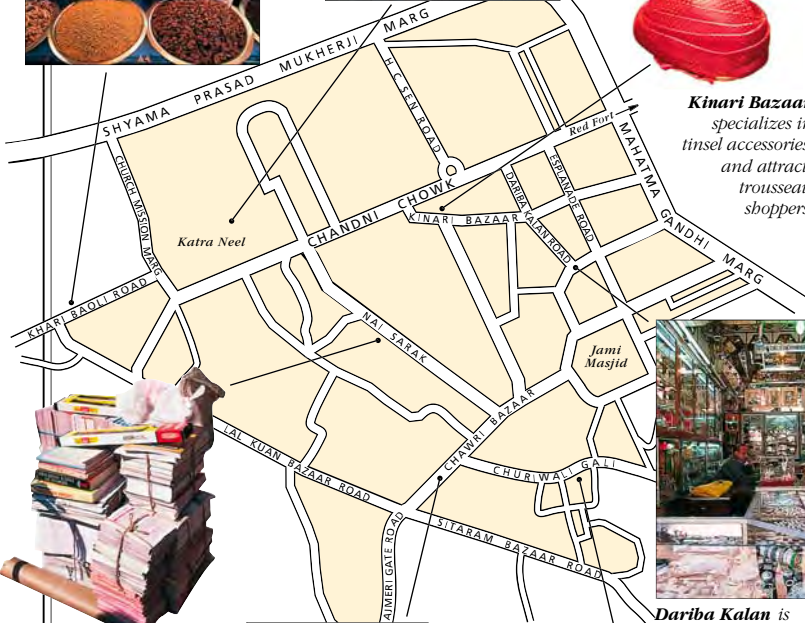 SHYAMA PRASAD MUKHERJI MARG
H C SEN ROAD
Red Fort
Kinari Bazaar
specializes in
tinsel accessories
and attract
trousseau
shoppers
MAHATMA GANDHI MARG
CHURCH MISSION MARG
CHANDNI CHOWK
DARIBA KALAN ROAD
ESPLANADE ROAD
KINARI BAZAAR
Katra Neel
KHARI BAOLI ROAD
NAI SARAK
Jami
Masjid
CHAWRI BAZAAR
LAL KUAN BAZAAR ROAD
CHURIWALI GALI
SITARAM BAZAAR ROAD
AJMERI GATE ROAD
Dariba Kalan is